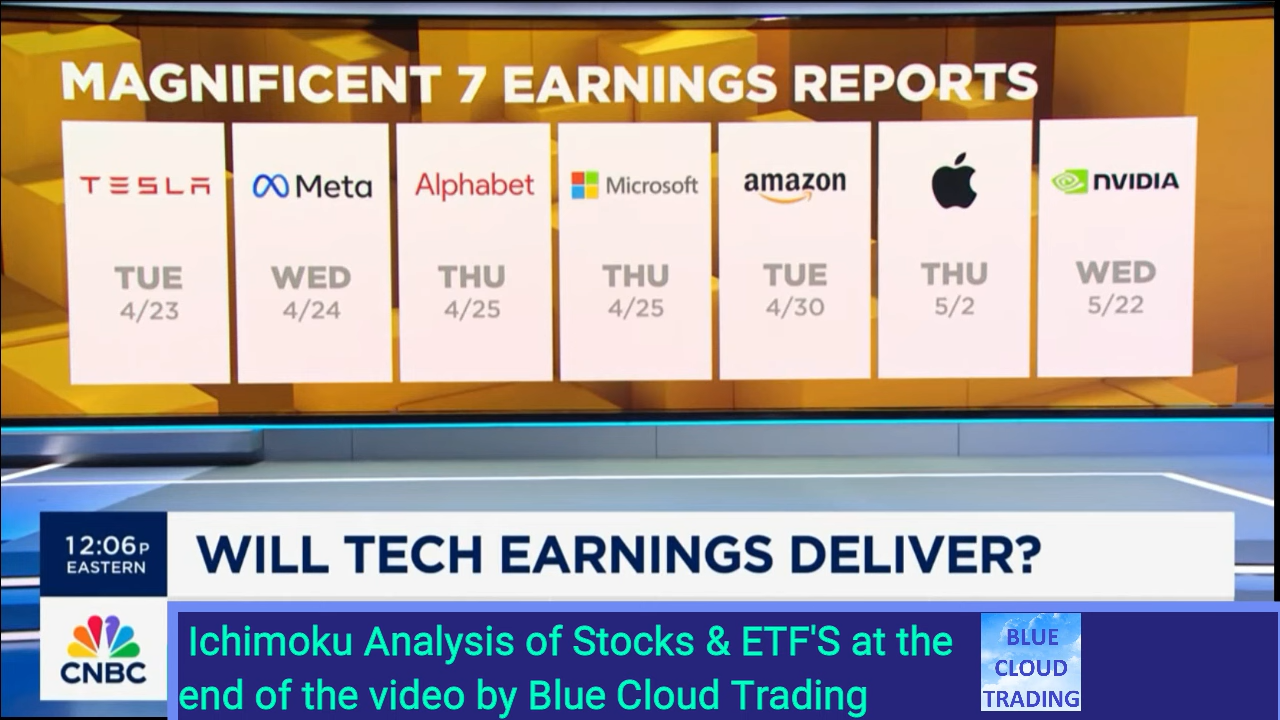 MAGNIFICENT 7 EARNINGS REPORTS
TESLA
TUE
4/23
Meta
WED
4/24
Alphabet
THU
4/25
Microsoft
THU
4/25
amazon
TUE
4/30
THU
5/2
NVIDIA
WED
5/22
12:06P
EASTERN
WILL TECH EARNINGS DELIVER?
CNBC
Ichimoku Analysis of Stocks & ETF'S at the
end of the video by Blue Cloud Trading
BLUE
CLOUD
TRADING